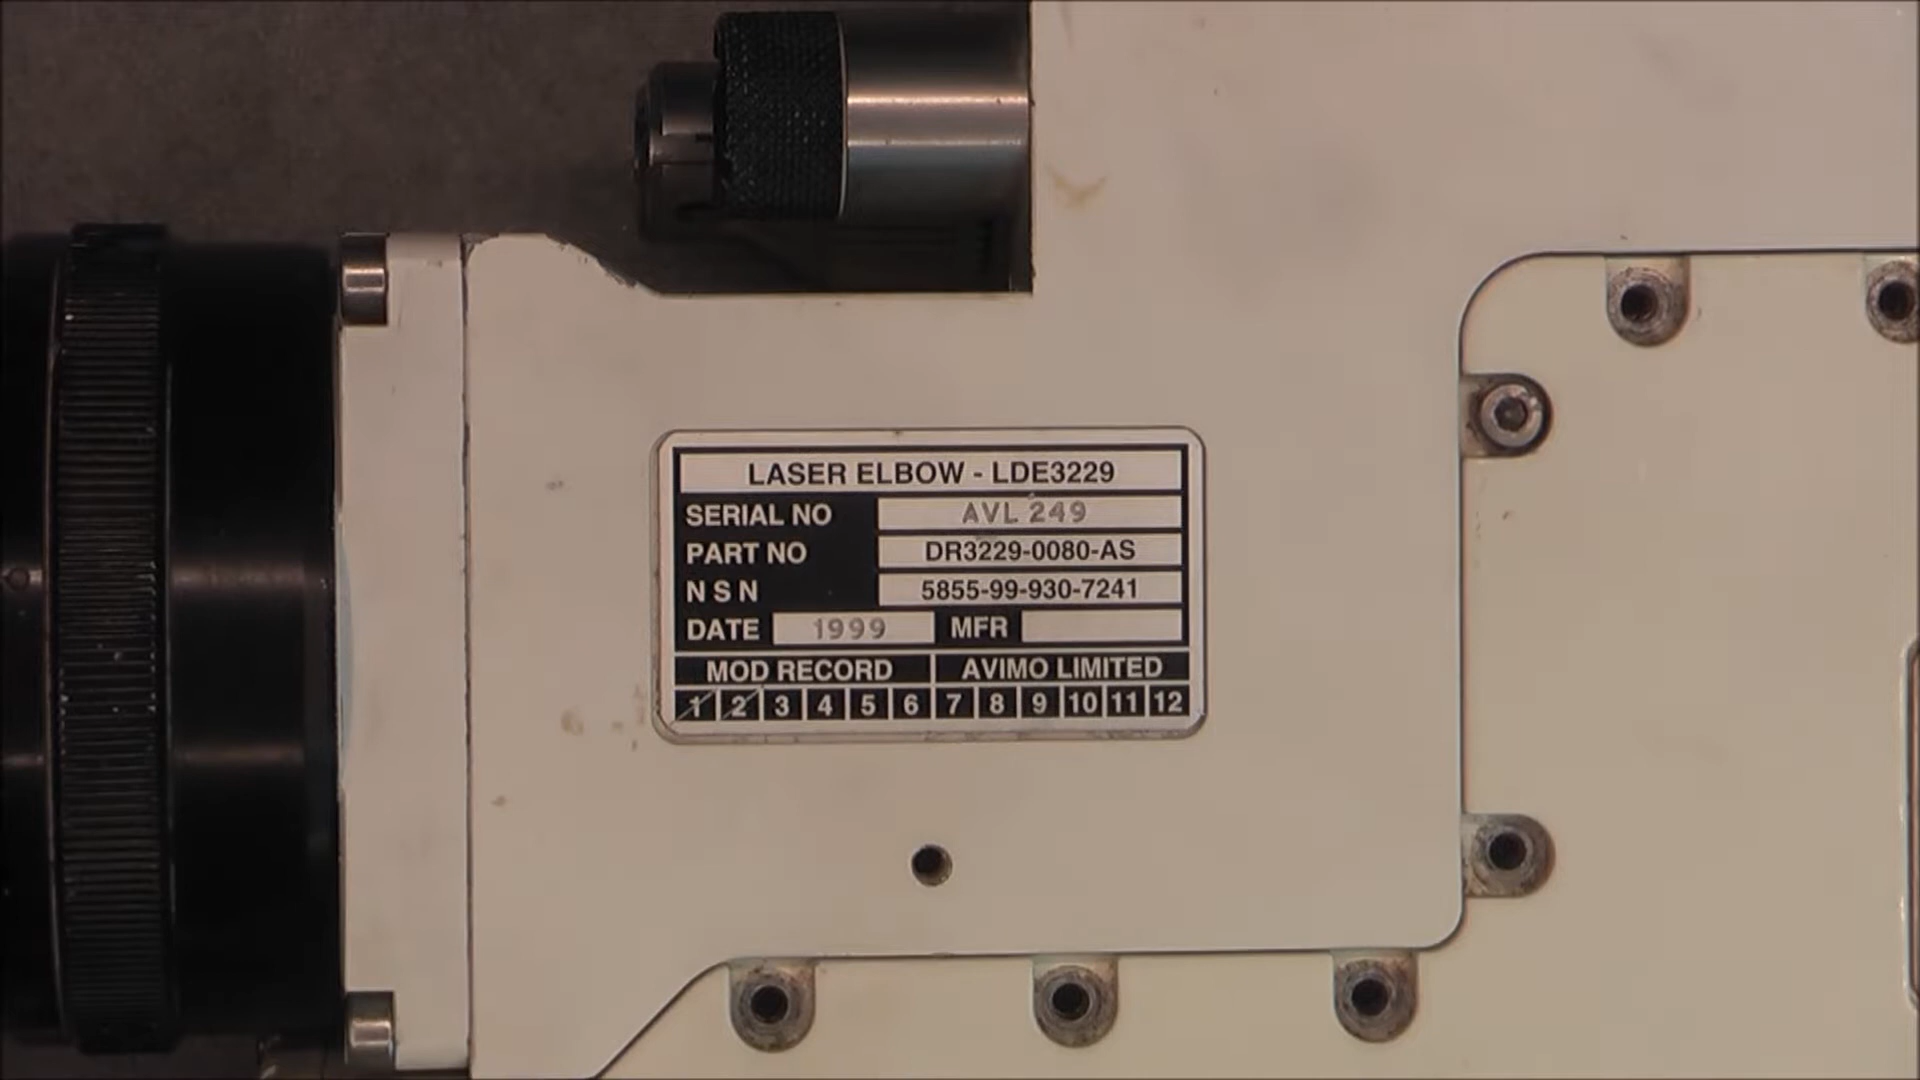 LASER ELBOW - LDE3229
SERIAL NO AVL 249
PART NO DR3229-0080-AS
N S N 5855-99-930-7241
DATE 1999 MFR
MOD RECORD AVIMO LIMITED
1 2 3 4 5 6 7 8 9 10 11 12